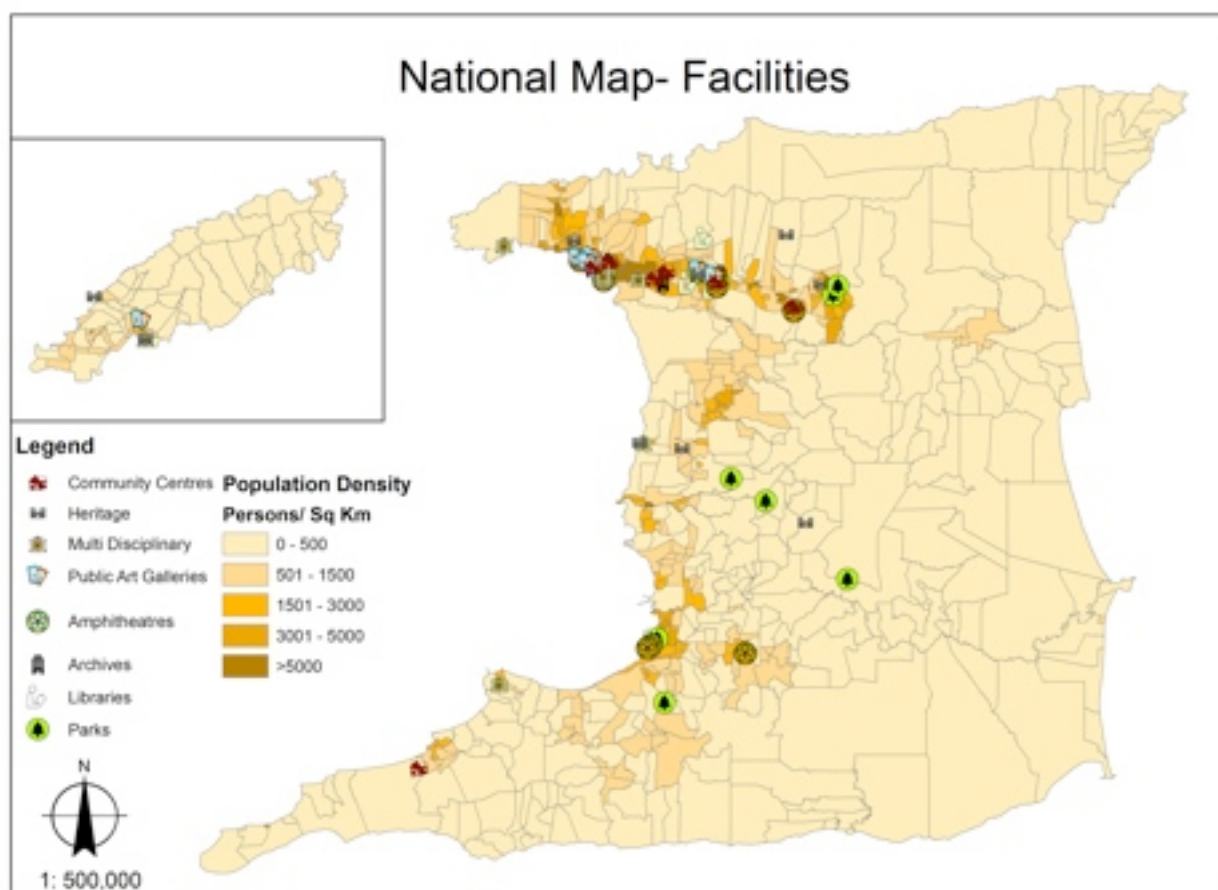 National Map- Facilities
Legend
Community Centres
Heritage
Multi Disciplinary
Public Art Galleries
Amphitheatres
Archives
Libraries
Parks
Population Density
Persons/ Sq Km
0 - 500
501 - 1500
1501 - 3000
3001 - 5000
>5000
N
1: 500,000